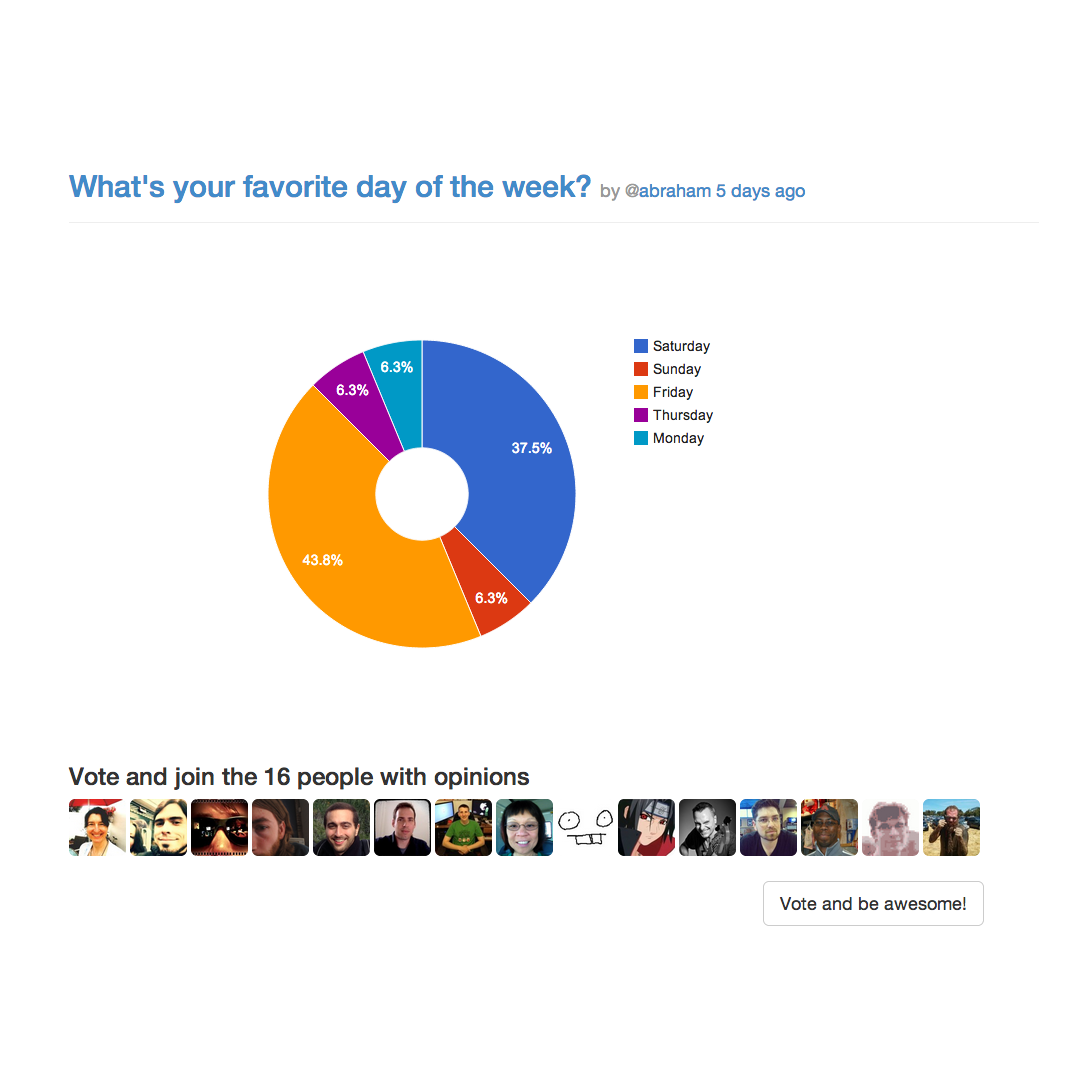 What's your favorite day of the week? by @abraham 5 days ago
Saturday
Sunday
Friday
Thursday
Monday
6.3%
6.3%
37.5%
43.8%
6.3%
Vote and join the 16 people with opinions
Vote and be awesome!